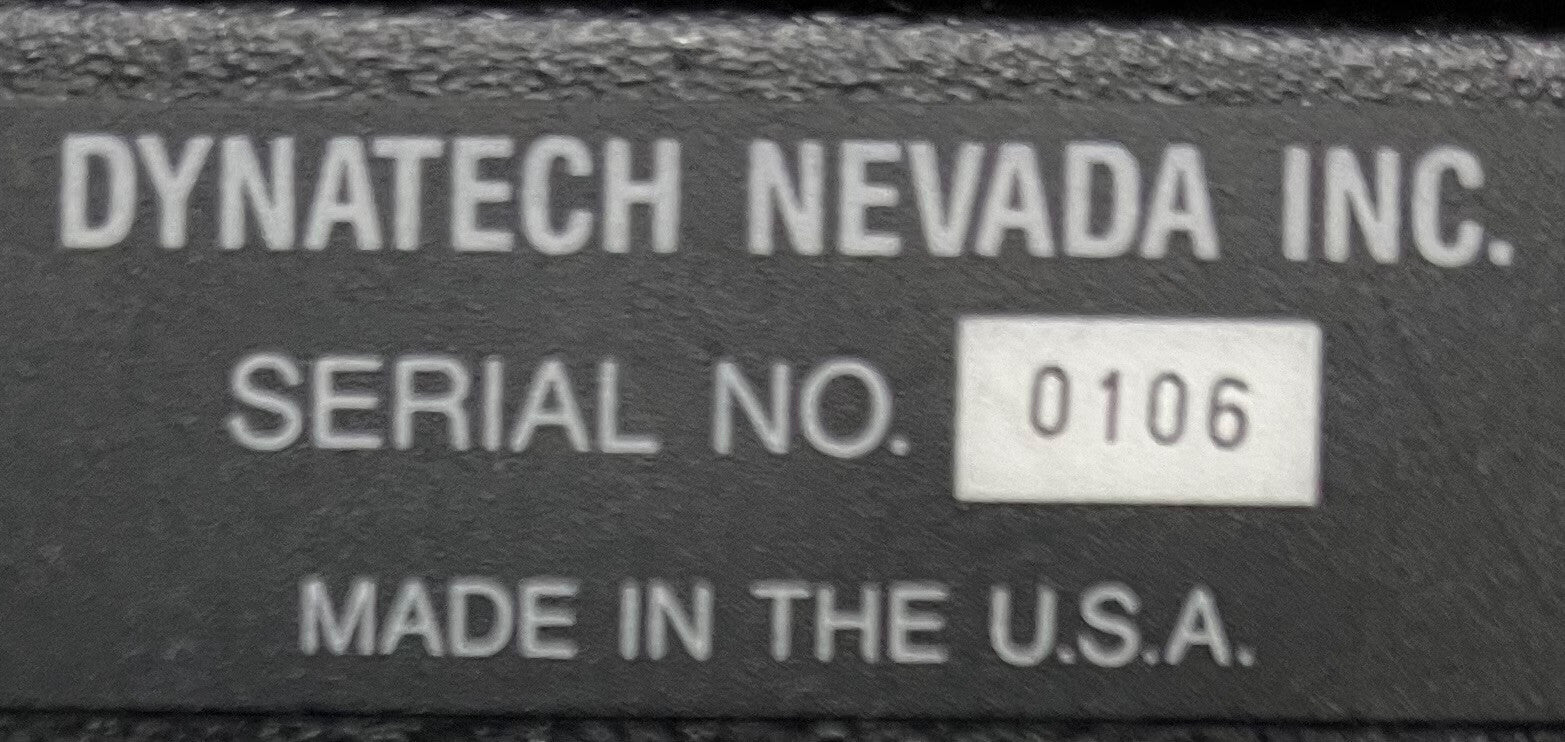 DYNATECH NEVADA INC.
SERIAL NO. 0106
MADE IN THE U.S.A.